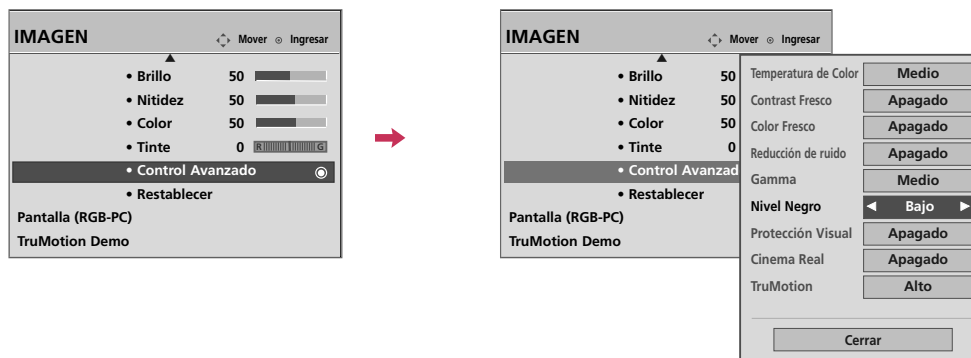 IMAGEN Mover Ingresar
• Brillo 50
• Nitidez 50
• Color 50
• Tinte 0 R G
• Control Avanzado
• Restablecer
Pantalla (RGB-PC)
TruMotion Demo
IMAGEN Mover Ingresar
• Brillo 50
• Nitidez 50
• Color 50
• Tinte 0
• Control Avanzad
• Restablecer
Pantalla (RGB-PC)
TruMotion Demo
Temperatura de Color Medio
Contrast Fresco Apagado
Color Fresco Apagado
Reducción de ruido Apagado
Gamma Medio
Nivel Negro ◀ Bajo ▶
Protección Visual Apagado
Cinema Real Apagado
TruMotion Alto
Cerrar